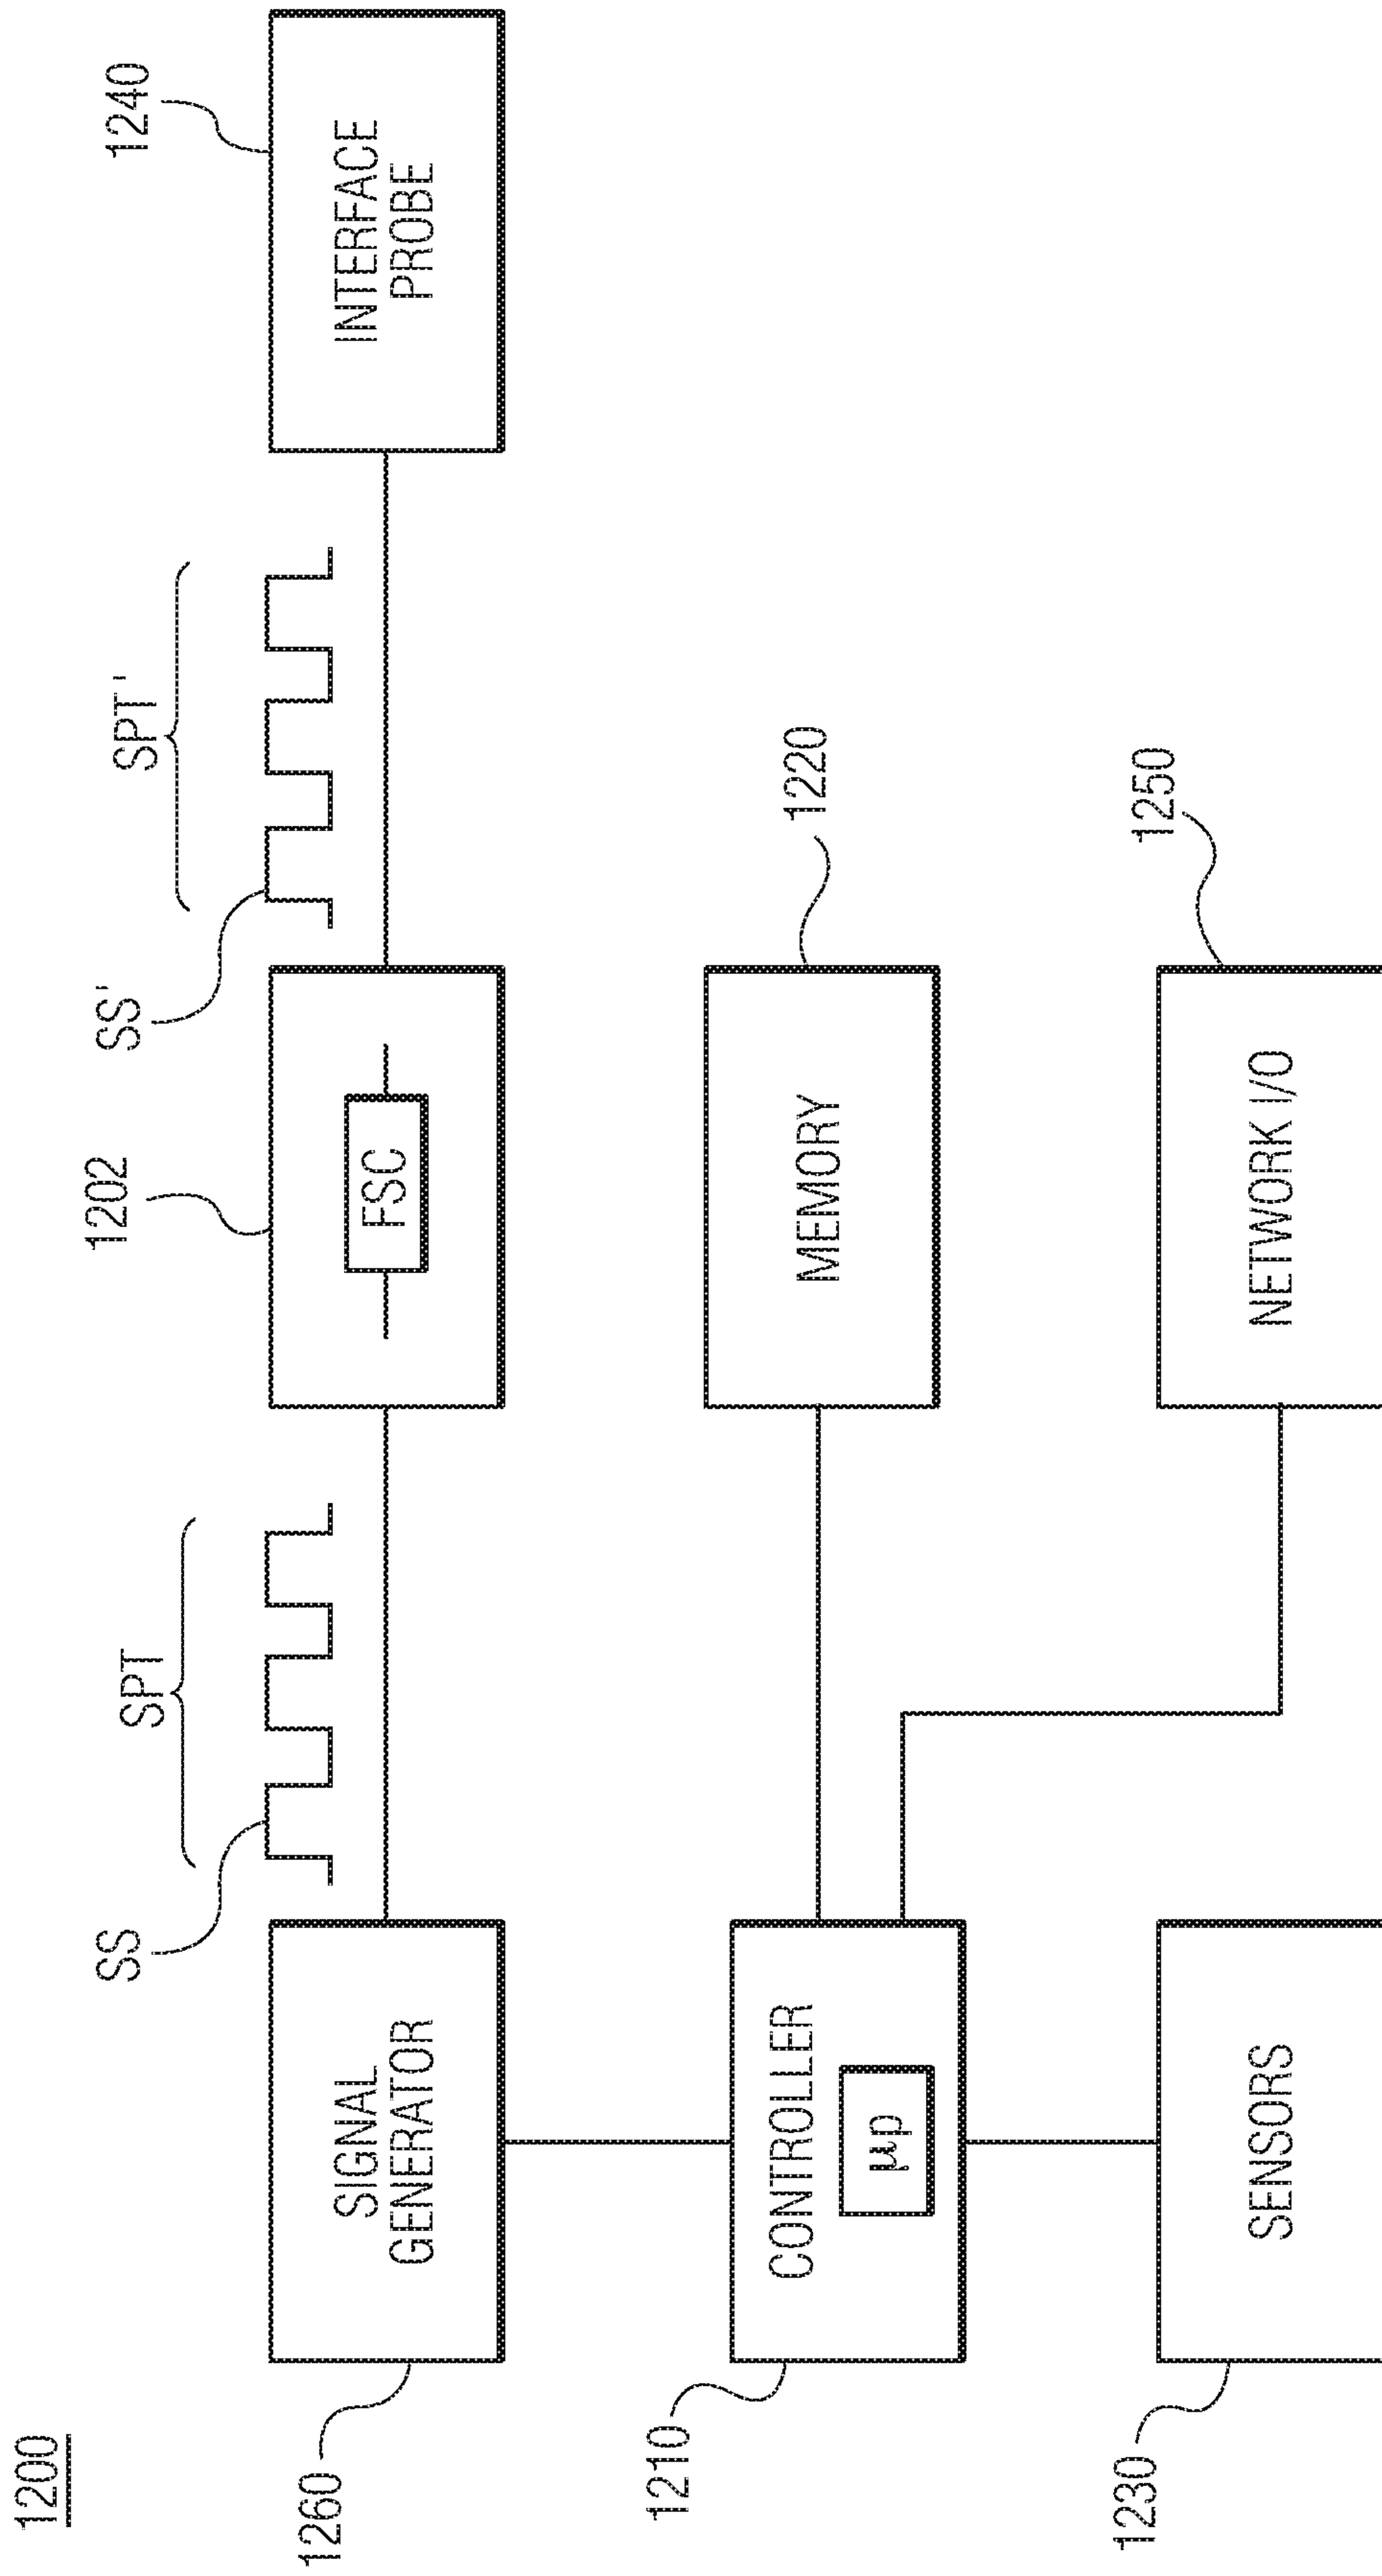 1200
SS
SPT
1202
SS'
SPT'
1240
1260
SIGNAL
GENERATOR
FSC
INTERFACE
PROBE
1210
CONTROLLER
µp
MEMORY
1220
1230
SENSORS
NETWORK I/O
1250